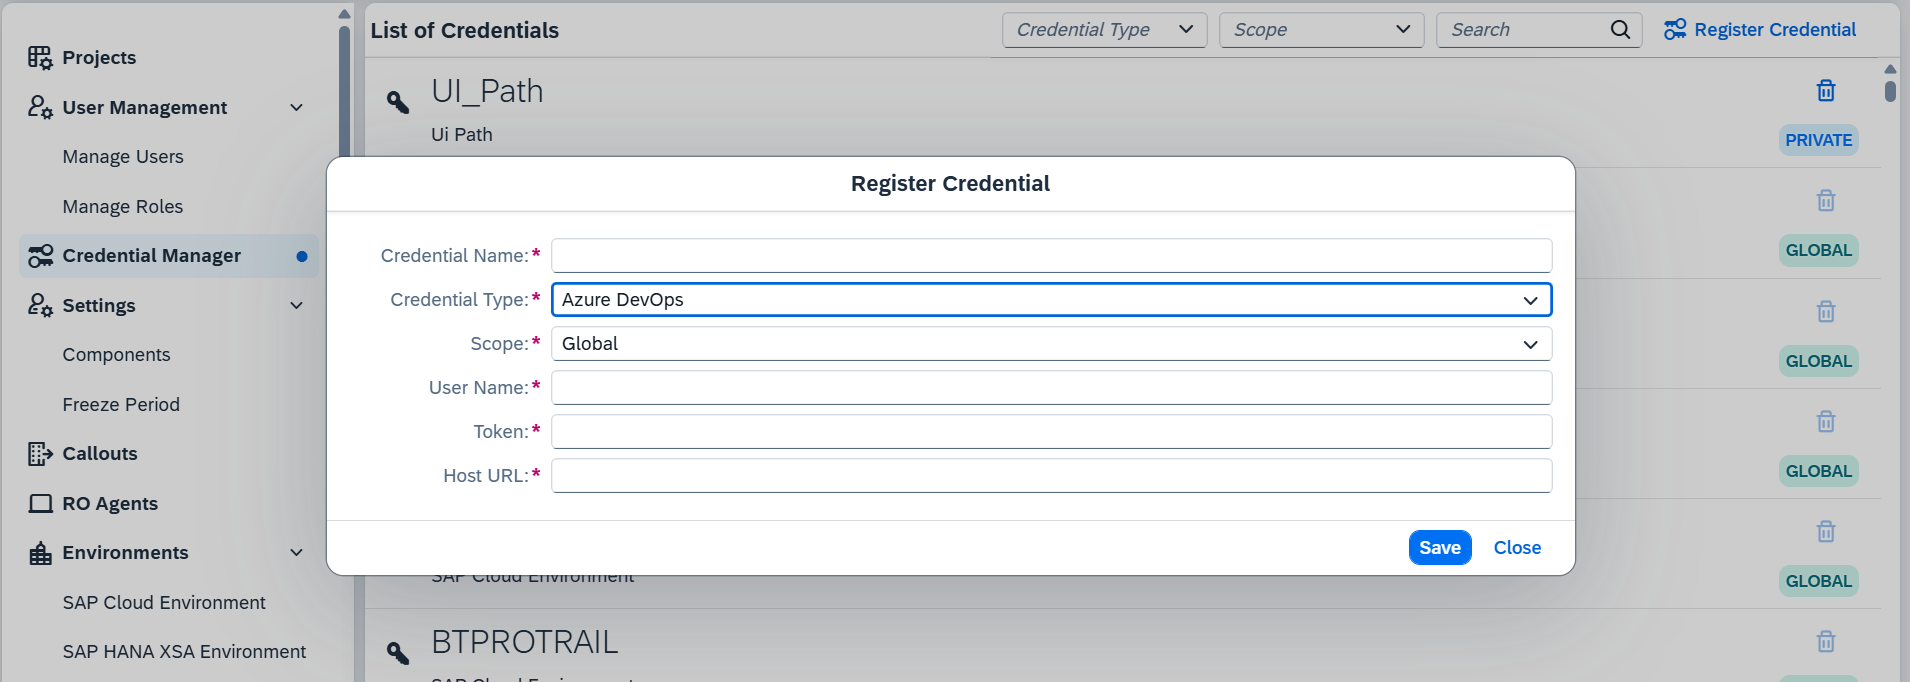 Projects
User Management
Manage Users
Manage Roles
Credential Manager
Settings
Components
Freeze Period
Callouts
RO Agents
Environments
SAP Cloud Environment
SAP HANA XSA Environment
List of Credentials
Credential Type
Scope
Search
Register Credential
UI_Path
Ui Path
PRIVATE
GLOBAL
GLOBAL
GLOBAL
Register Credential
Credential Name:*
Credential Type:* Azure DevOps
Scope:* Global
User Name:*
Token:*
Host URL:*
Save Close
SAP Cloud Environment
GLOBAL
BTPROTRAIL
SAP Cloud Environment